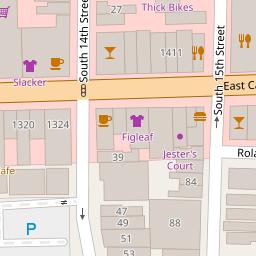 27
Thick Bikes
South 14th Street
1411
South 15th Street
Slacker
East Ca
1320
1324
Figleaf
39
Jester's
Court
Rola
afe
84
47
49
88
51
53
P